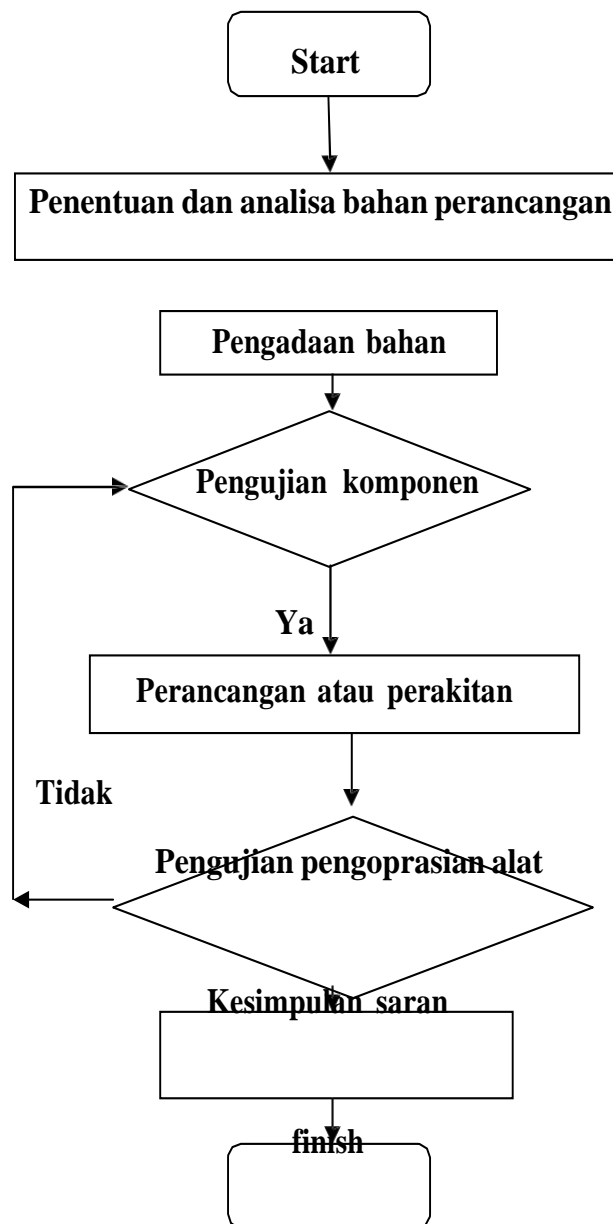 Start
Penentuan dan analisa bahan perancangan
Pengadaan bahan
Pengujian komponen
Ya
Perancangan atau perakitan
Tidak
Pengujian pengoprasian alat
Kesimpulan saran
finish